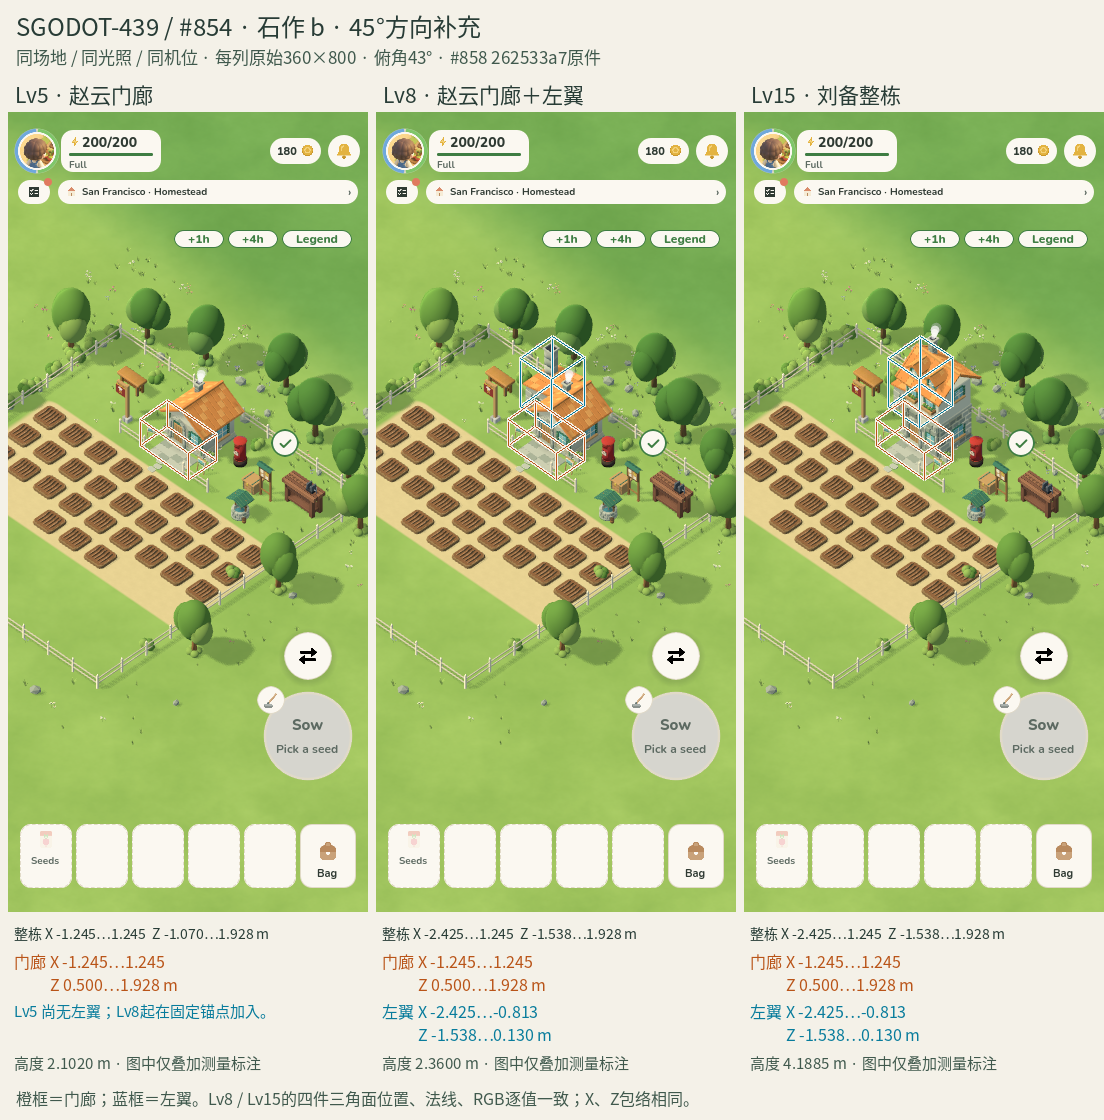 SGODOT-439 / #854 · 石作 b · 45°方向补充
同场地 / 同光照 / 同机位 · 每列原始360×800 · 俯角43° · #858 262533a7原件
Lv5 · 赵云门廊
200/200
Full
180
San Francisco · Homestead
+1h +4h Legend
Sow
Pick a seed
Seeds
Bag
整栋 X -1.245…1.245 Z -1.070…1.928 m
门廊 X -1.245…1.245
Z 0.500…1.928 m
Lv5 尚无左翼；Lv8起在固定锚点加入。
高度 2.1020 m · 图中仅叠加测量标注
Lv8 · 赵云门廊＋左翼
200/200
Full
180
San Francisco · Homestead
+1h +4h Legend
Sow
Pick a seed
Seeds
Bag
整栋 X -2.425…1.245 Z -1.538…1.928 m
门廊 X -1.245…1.245
Z 0.500…1.928 m
左翼 X -2.425…-0.813
Z -1.538…0.130 m
高度 2.3600 m · 图中仅叠加测量标注
Lv15 · 刘备整栋
200/200
Full
180
San Francisco · Homestead
+1h +4h Legend
Sow
Pick a seed
Seeds
Bag
整栋 X -2.425…1.245 Z -1.538…1.928 m
门廊 X -1.245…1.245
Z 0.500…1.928 m
左翼 X -2.425…-0.813
Z -1.538…0.130 m
高度 4.1885 m · 图中仅叠加测量标注
橙框＝门廊；蓝框＝左翼。Lv8 / Lv15的四件三角面位置、法线、RGB逐值一致；X、Z包络相同。